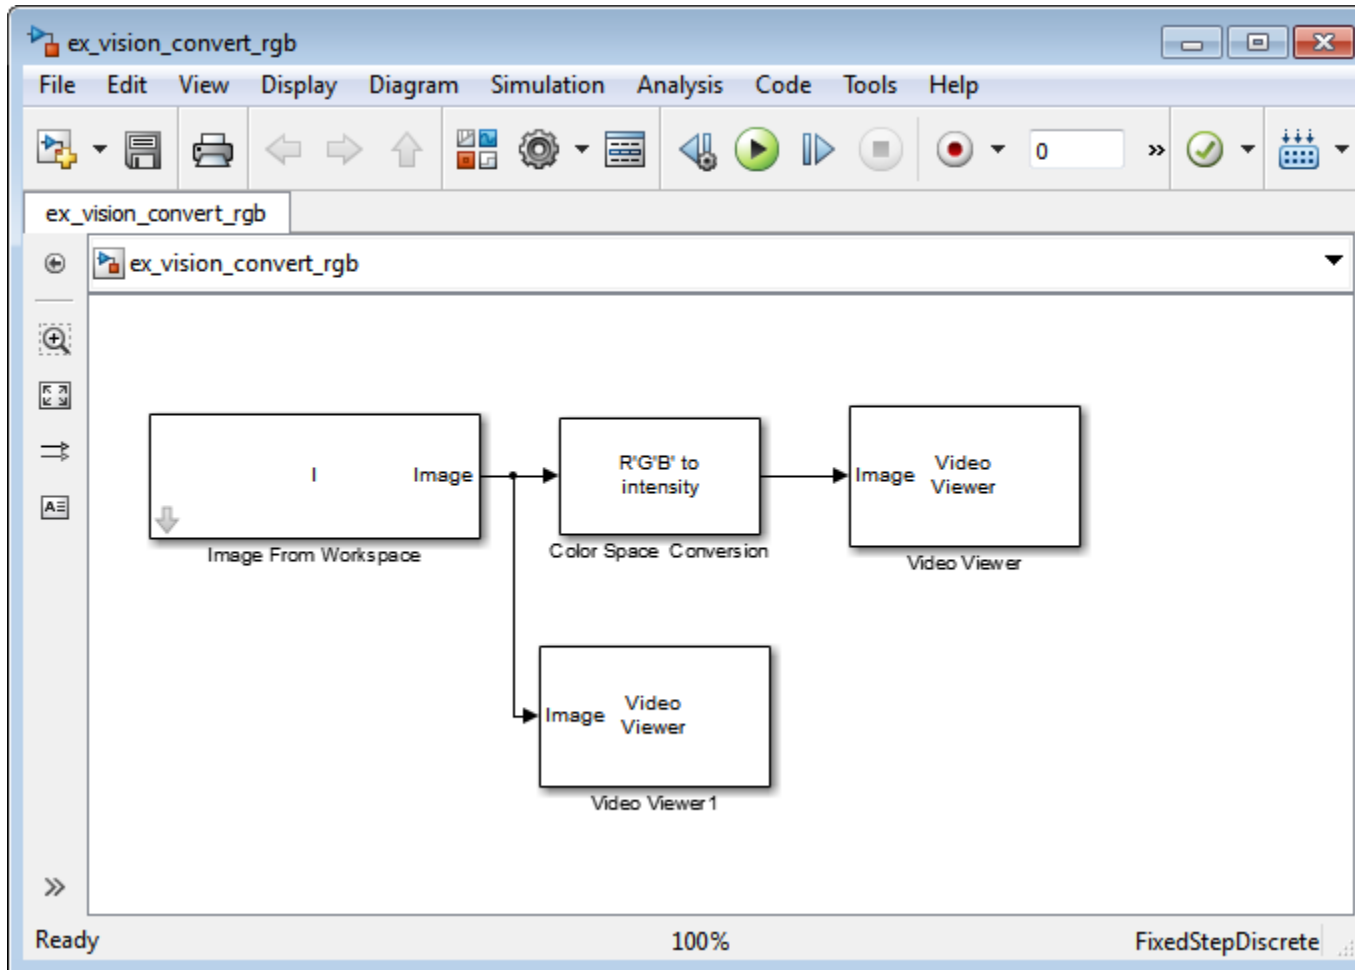 ex_vision_convert_rgb
File Edit View Display Diagram Simulation Analysis Code Tools Help
0 »
ex_vision_convert_rgb
ex_vision_convert_rgb
I Image
Image From Workspace
R'G'B' to
intensity
Color Space Conversion
Image Video
Viewer
Video Viewer
Image Video
Viewer
Video Viewer1
Ready 100% FixedStepDiscrete